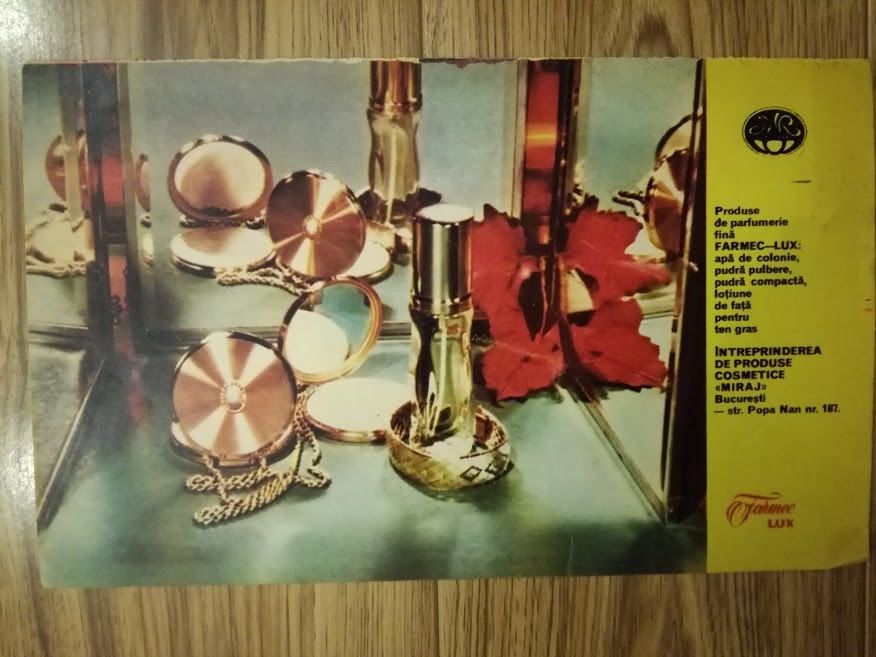 Produse
de parfumerie
fină
FARMEC—LUX:
apă de colonie,
pudră pulbere,
pudră compactă,
loțiune
de față
pentru
ten gras
ÎNTREPRINDEREA
DE PRODUSE
COSMETICE
«MIRAJ»
București
— str. Popa Nan nr. 187.
Farmec
LUX